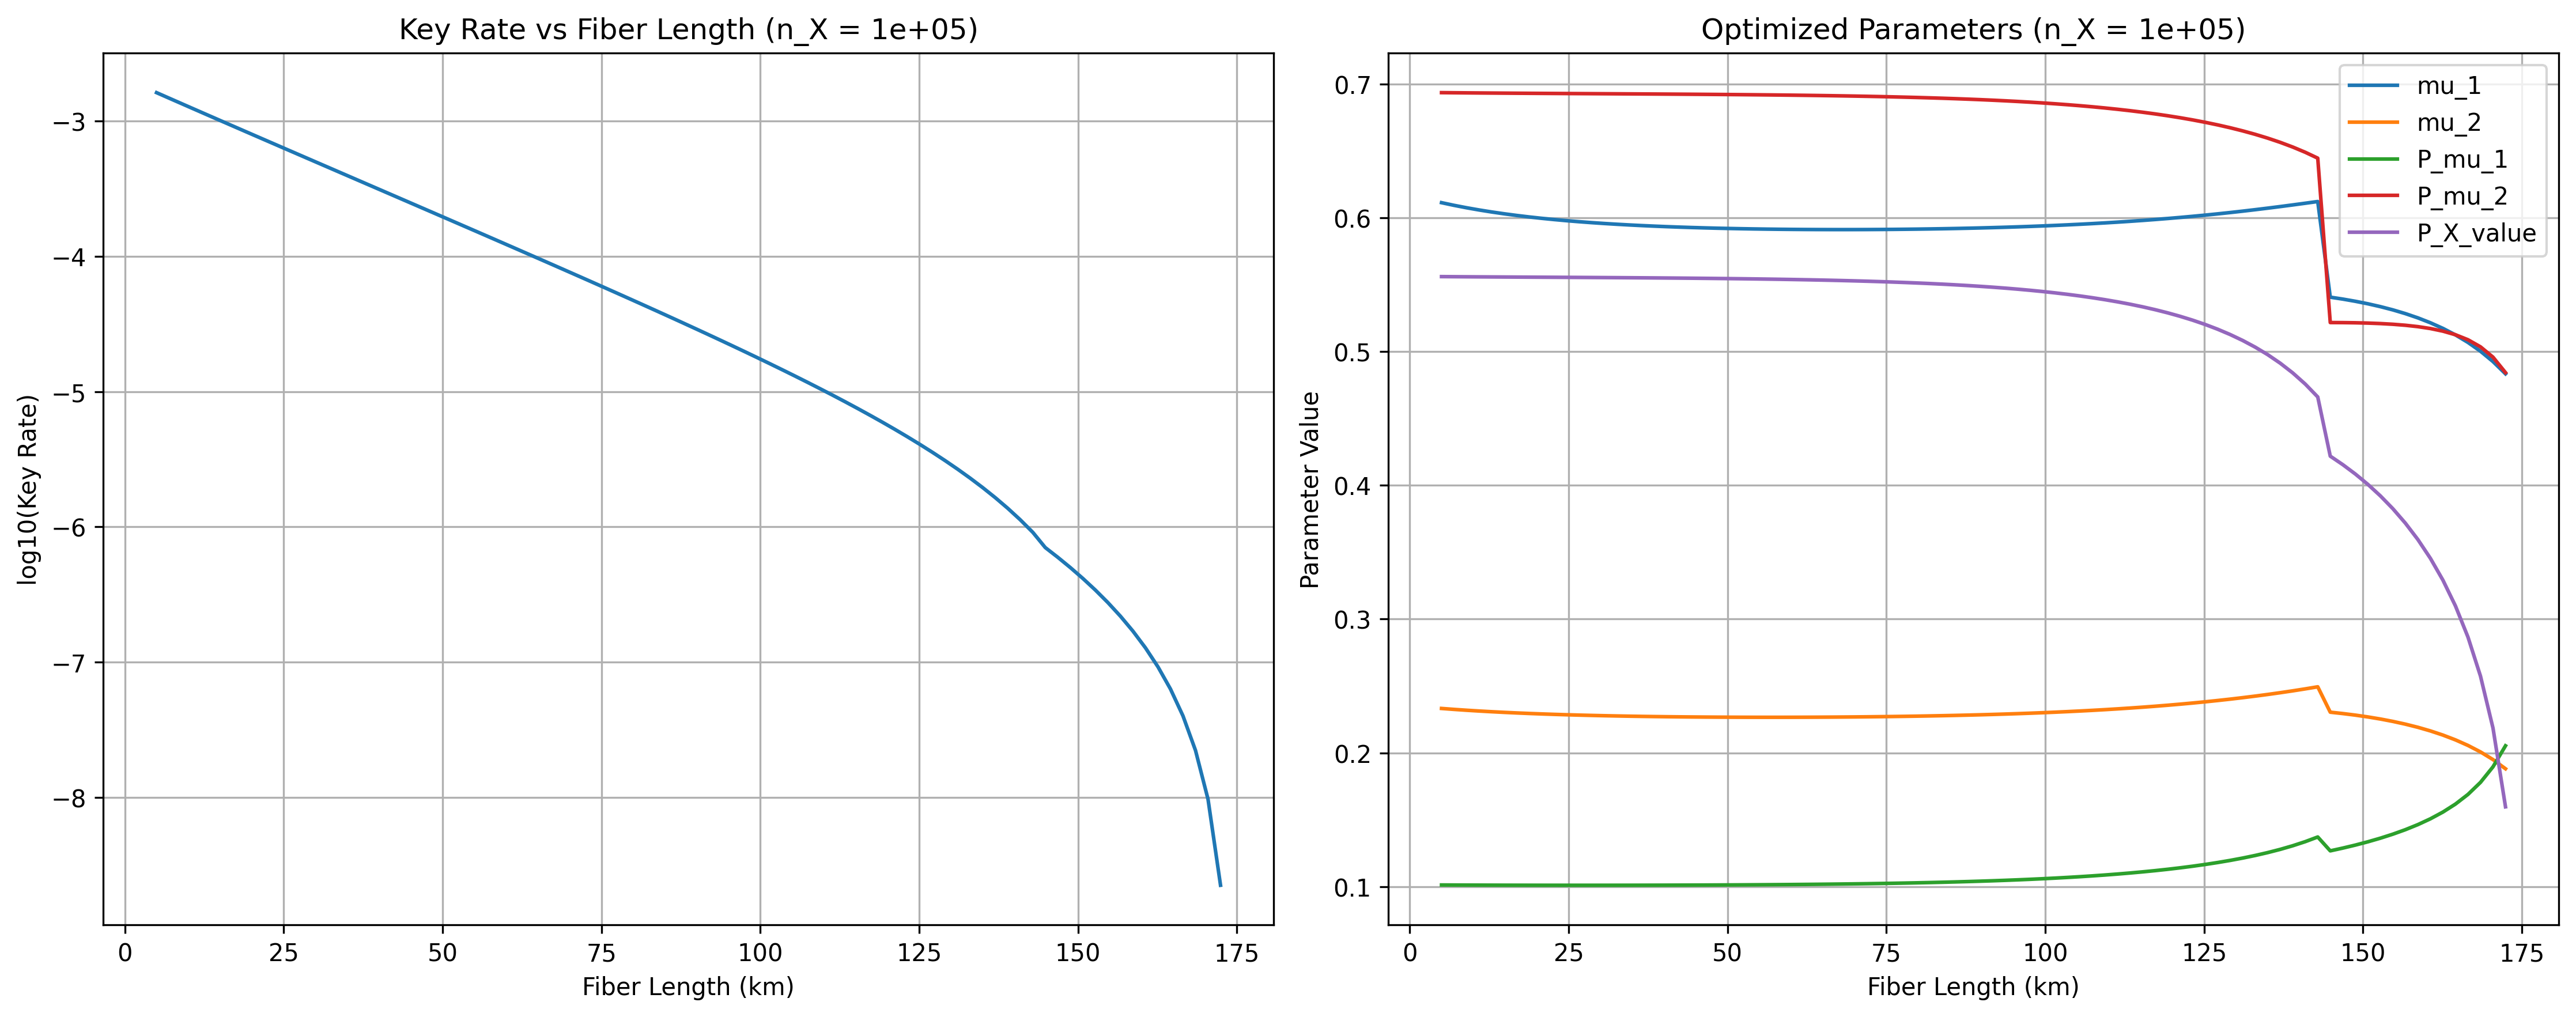 Key Rate vs Fiber Length (n_X = 1e+05)
log10(Key Rate)
−3
−4
−5
−6
−7
−8
0 25 50 75 100 125 150 175
Fiber Length (km)
Optimized Parameters (n_X = 1e+05)
Parameter Value
0.7
0.6
0.5
0.4
0.3
0.2
0.1
mu_1
mu_2
P_mu_1
P_mu_2
P_X_value
0 25 50 75 100 125 150 175
Fiber Length (km)